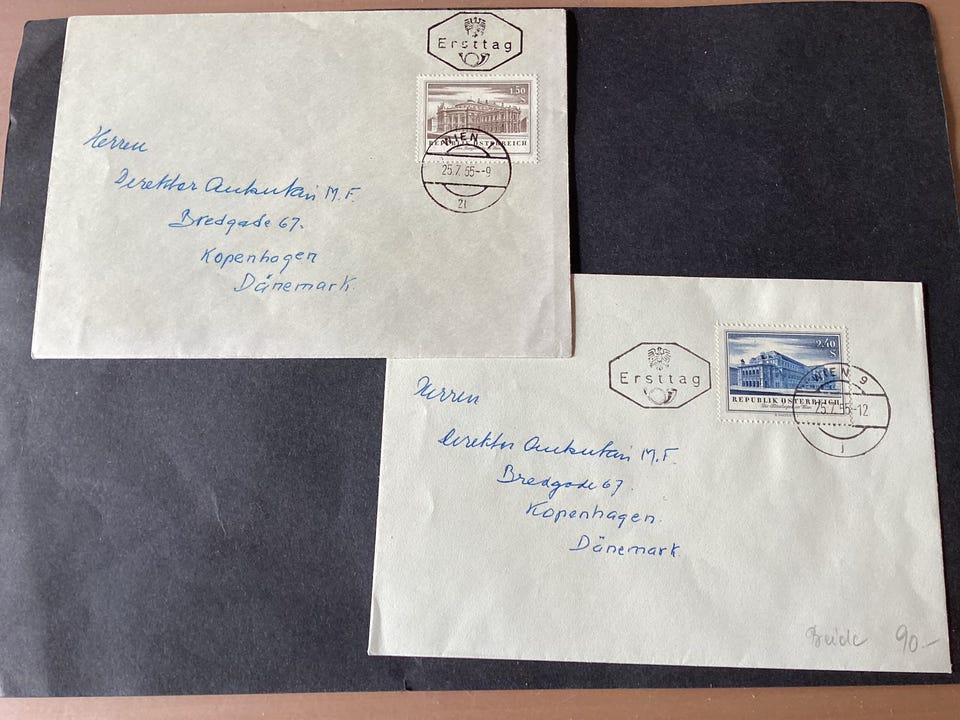 Ersttag
1.50
S
REPUBLIK ÖSTERREICH
WIEN
25.7.55--9
21
Herren
Direktor M. F.
Bredgade 67.
Kopenhagen
Dänemark.
Ersttag
2.40
S
REPUBLIK ÖSTERREICH
WIEN 9
25.7.55-12
Herren
Direktor M. F.
Bredgade 67.
Kopenhagen.
Dänemark
Beide 90.-